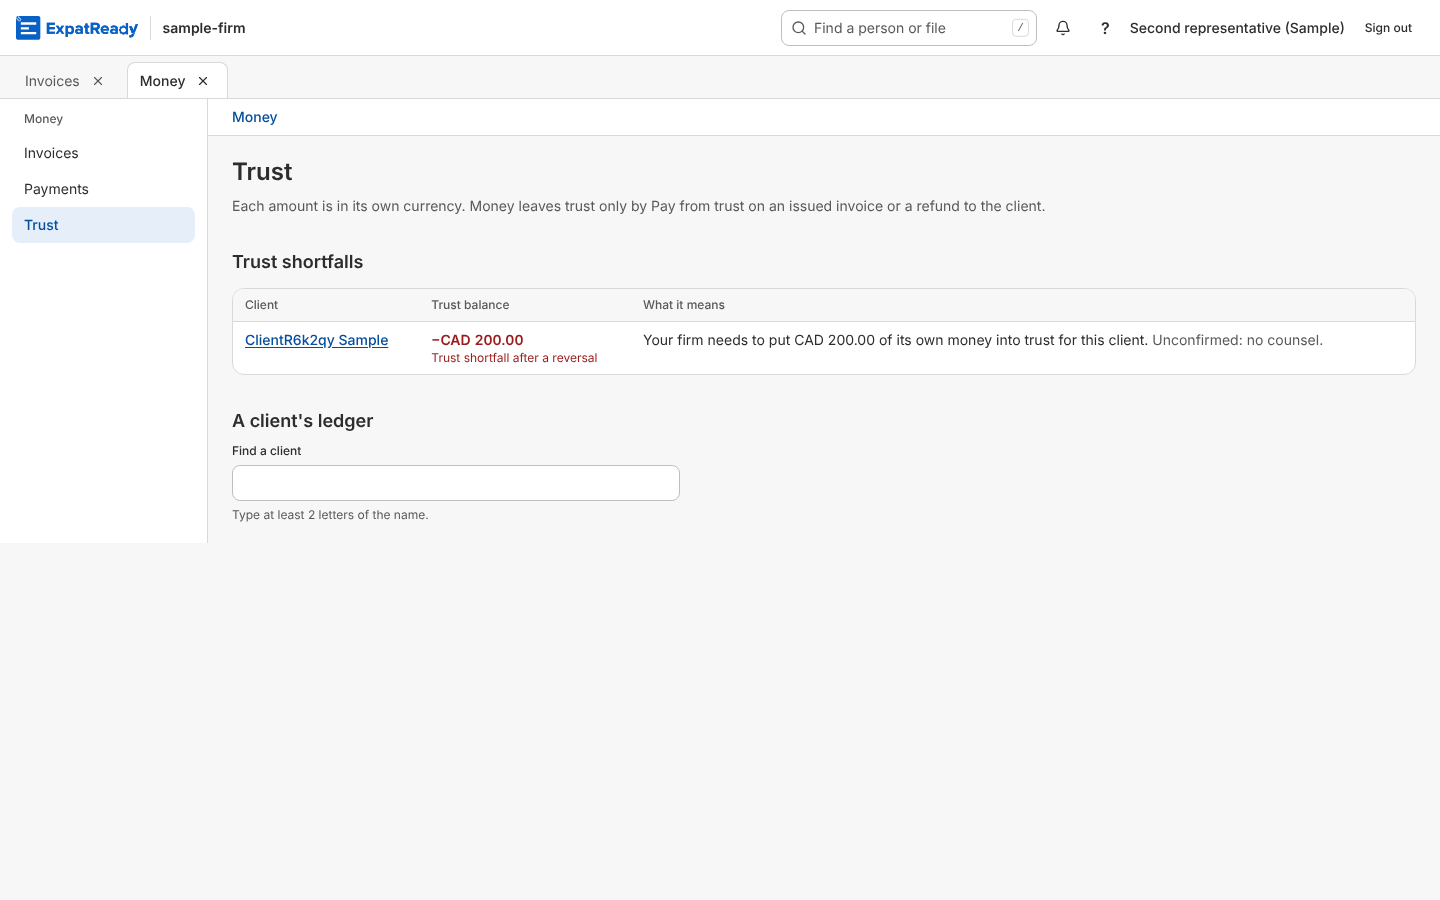 ExpatReady
sample-firm
Find a person or file
/
?
Second representative (Sample)
Sign out
Invoices
Money
Money
Invoices
Payments
Trust
Money
Trust
Each amount is in its own currency. Money leaves trust only by Pay from trust on an issued invoice or a refund to the client.
Trust shortfalls
Client
Trust balance
What it means
ClientR6k2qy Sample
−CAD 200.00
Trust shortfall after a reversal
Your firm needs to put CAD 200.00 of its own money into trust for this client. Unconfirmed: no counsel.
A client's ledger
Find a client
Type at least 2 letters of the name.